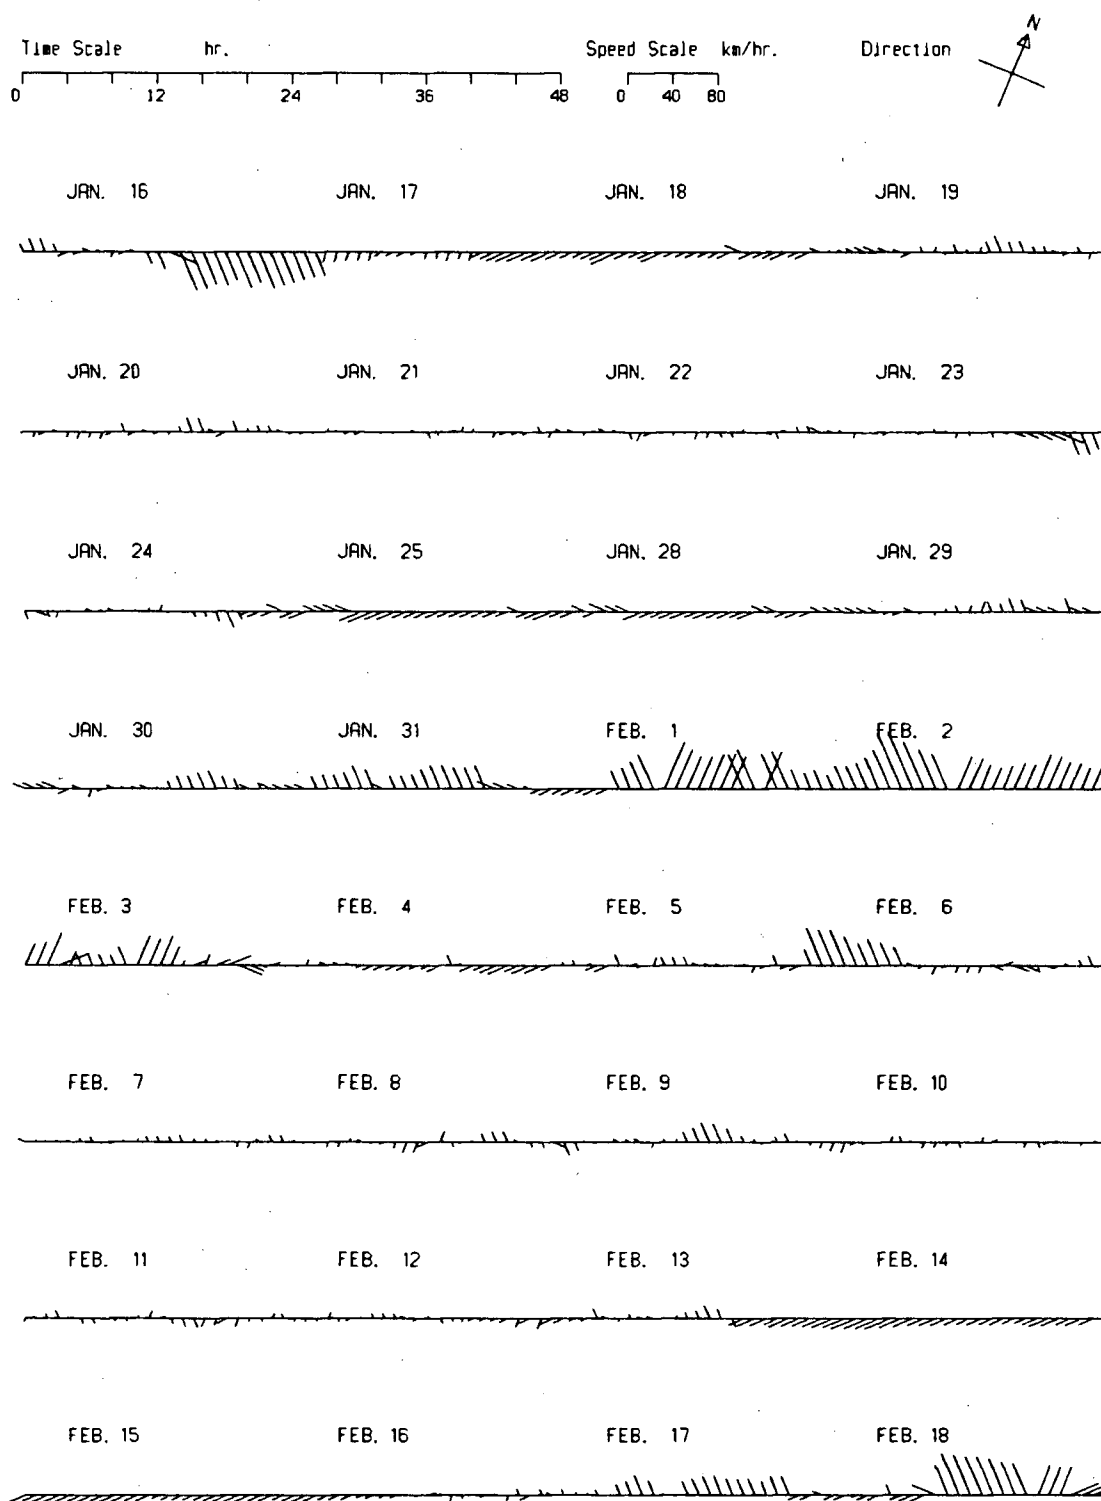 N
Time Scale hr. Speed Scale km/hr. Direction
0 12 24 36 48 0 40 80
JAN. 16 JAN. 17 JAN. 18 JAN. 19
JAN. 20 JAN. 21 JAN. 22 JAN. 23
JAN. 24 JAN. 25 JAN. 28 JAN. 29
JAN. 30 JAN. 31 FEB. 1 FEB. 2
FEB. 3 FEB. 4 FEB. 5 FEB. 6
FEB. 7 FEB. 8 FEB. 9 FEB. 10
FEB. 11 FEB. 12 FEB. 13 FEB. 14
FEB. 15 FEB. 16 FEB. 17 FEB. 18